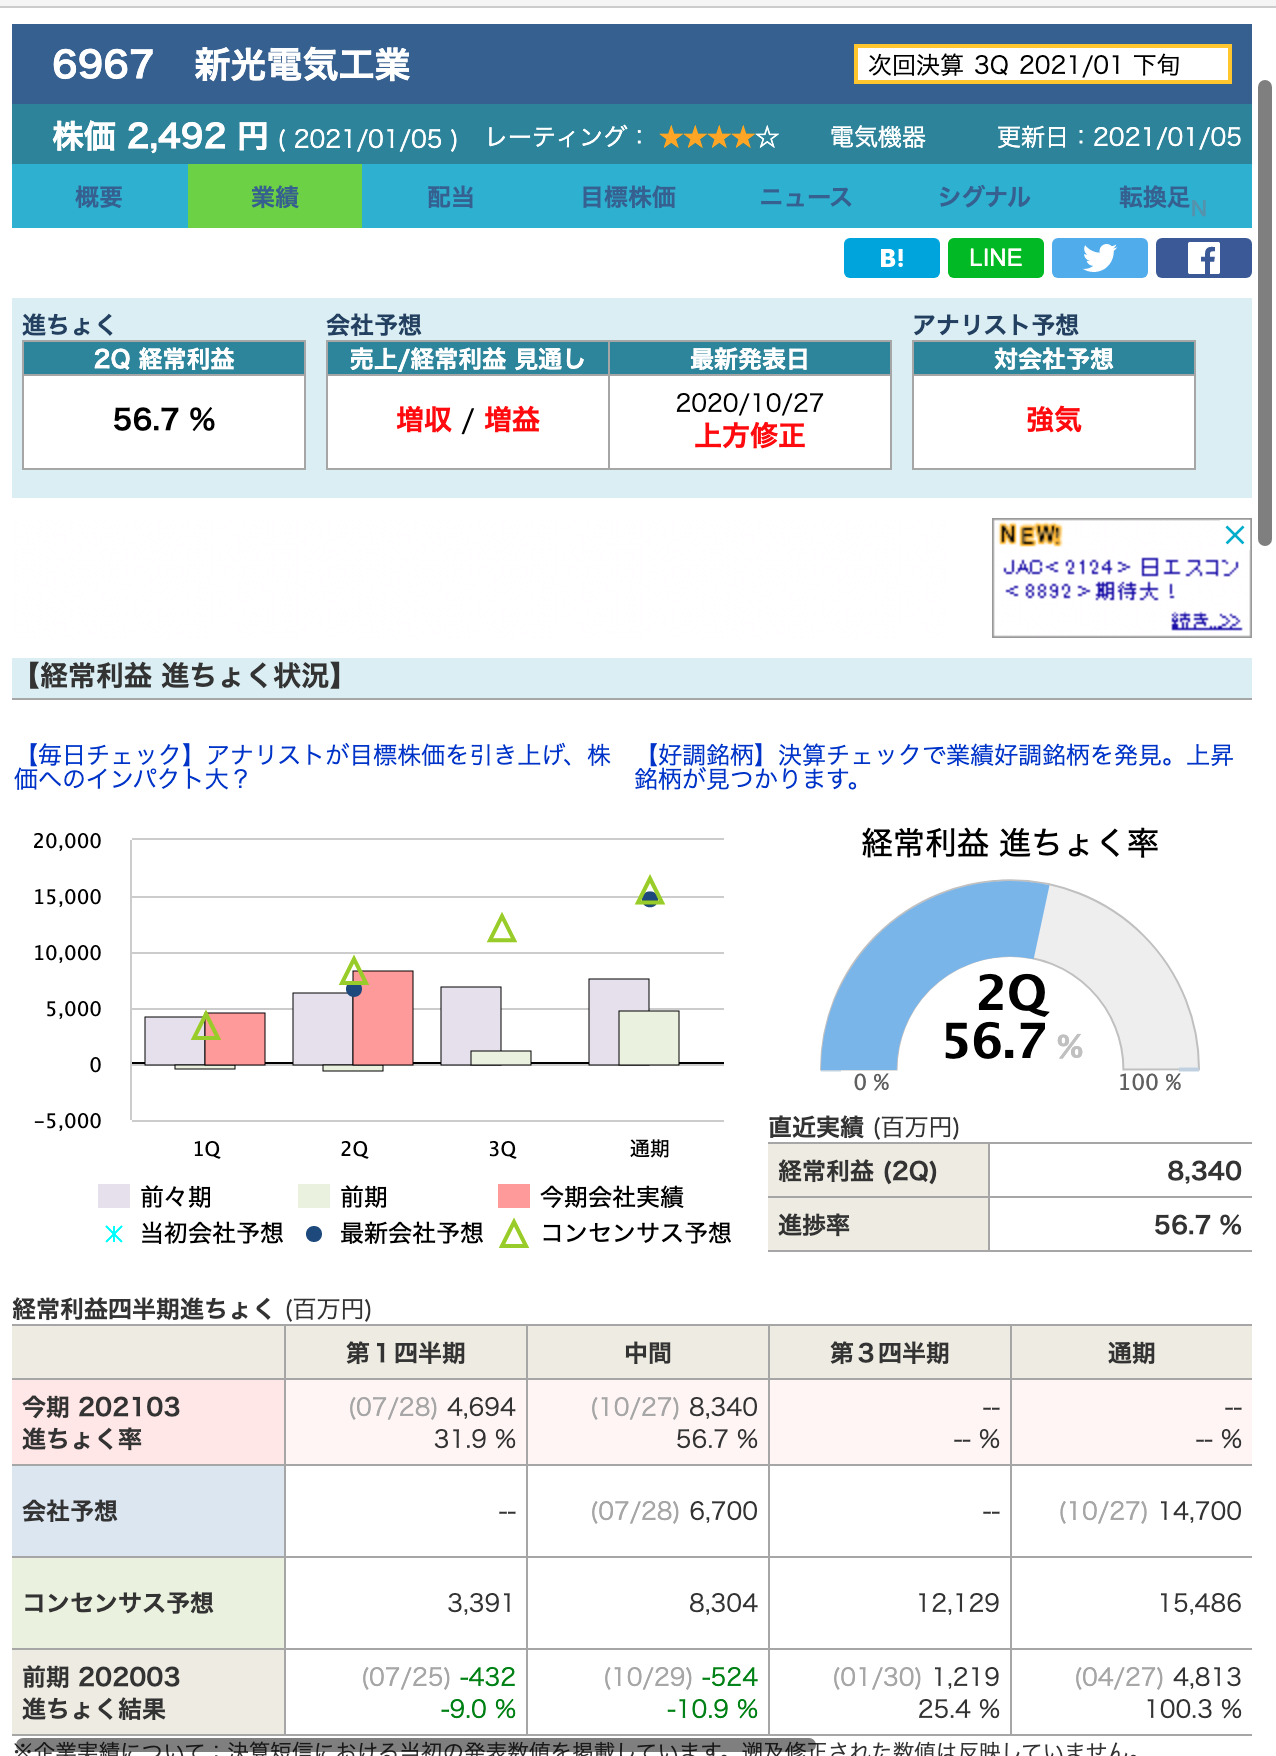 6967 新光電気工業
次回決算 3Q 2021/01 下旬
株価 2,492 円 ( 2021/01/05 ) レーティング： ★★★★☆ 電気機器 更新日：2021/01/05
概要 業績 配当 目標株価 ニュース シグナル 転換足 N
B! LINE
進ちょく 会社予想 アナリスト予想
2Q 経常利益 売上/経常利益 見通し 最新発表日 対会社予想
56.7 % 増収 / 増益 2020/10/27 強気
上方修正
NEW!
JAC<2124> 日エスコン
<8892>期待大！
続き..>>
【経常利益 進ちょく状況】
【毎日チェック】アナリストが目標株価を引き上げ、株
価へのインパクト大？
【好調銘柄】決算チェックで業績好調銘柄を発見。上昇
銘柄が見つかります。
20,000
15,000
10,000
5,000
0
-5,000
1Q 2Q 3Q 通期
前々期 前期 今期会社実績
当初会社予想 最新会社予想 コンセンサス予想
経常利益 進ちょく率
2Q
56.7 %
0 % 100 %
直近実績 (百万円)
経常利益 (2Q) 8,340
進捗率 56.7 %
経常利益四半期進ちょく (百万円)
第１四半期 中間 第３四半期 通期
今期 202103 (07/28) 4,694 (10/27) 8,340 -- --
進ちょく率 31.9 % 56.7 % -- % -- %
会社予想 -- (07/28) 6,700 -- (10/27) 14,700
コンセンサス予想 3,391 8,304 12,129 15,486
前期 202003 (07/25) -432 (10/29) -524 (01/30) 1,219 (04/27) 4,813
進ちょく結果 -9.0 % -10.9 % 25.4 % 100.3 %
※企業実績について：決算短信における当初の発表数値を掲載しています。遡及修正された数値は反映していません。